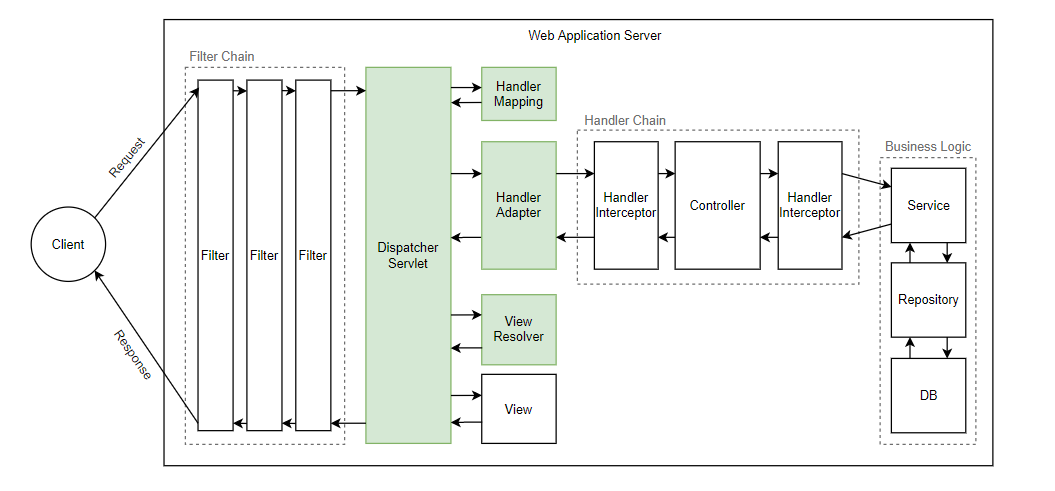 Web Application Server
Filter Chain
Handler
Mapping
Handler Chain
Request
Business Logic
Handler
Adapter
Handler
Interceptor
Controller
Handler
Interceptor
Service
Client
Filter
Filter
Filter
Dispatcher
Servlet
Repository
View
Resolver
Response
View
DB